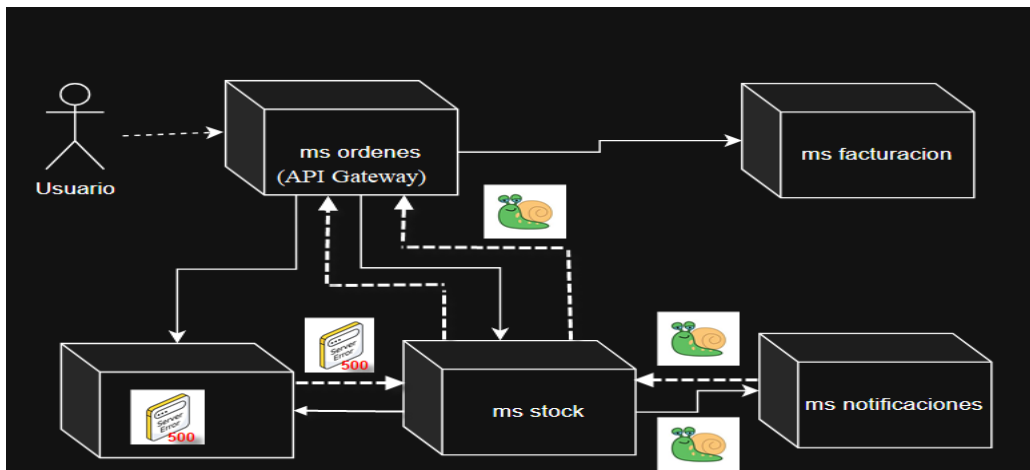 Usuario
ms ordenes
(API Gateway)
ms facturacion
Server
Error
500
Server
Error
500
ms stock
ms notificaciones